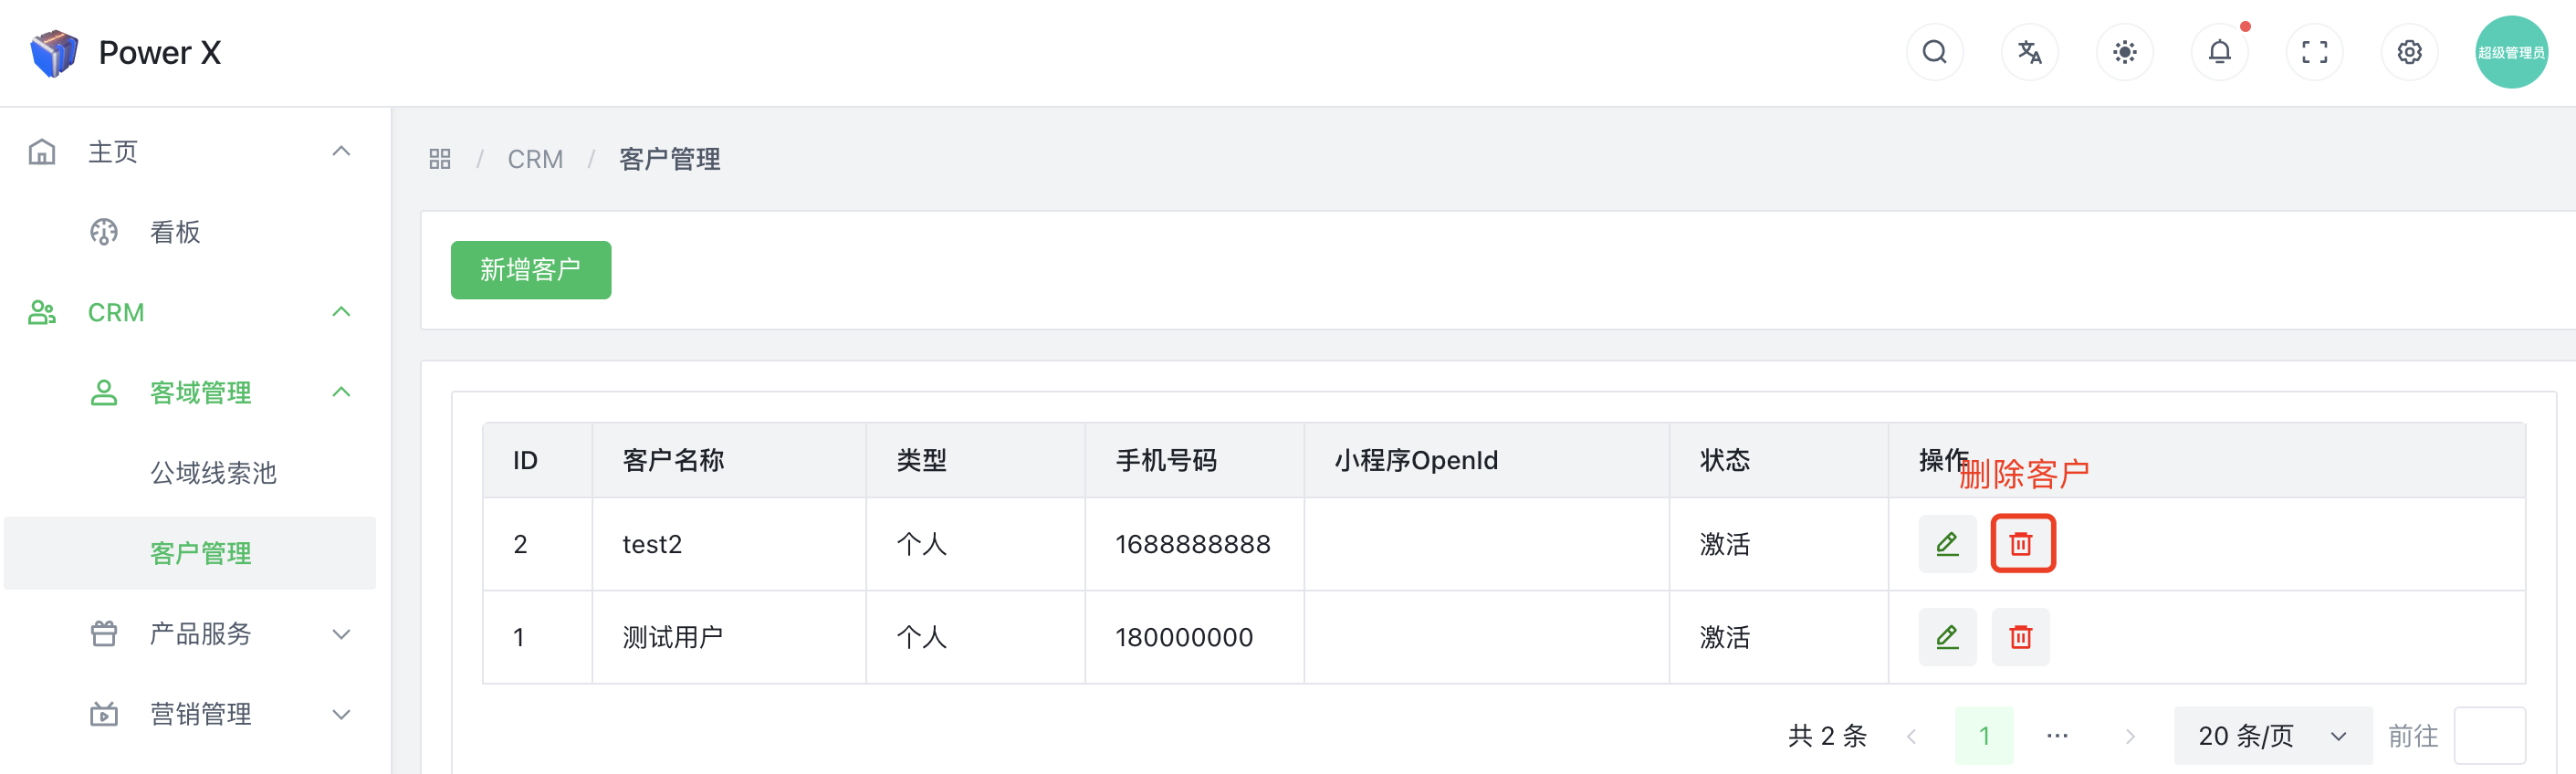 Power X
超级管理员
主页
看板
CRM
客域管理
公域线索池
客户管理
产品服务
营销管理
/ CRM / 客户管理
新增客户
ID 客户名称 类型 手机号码 小程序OpenId 状态 操作
删除客户
2 test2 个人 1688888888 激活
1 测试用户 个人 180000000 激活
共 2 条 1 ··· 20 条/页 前往